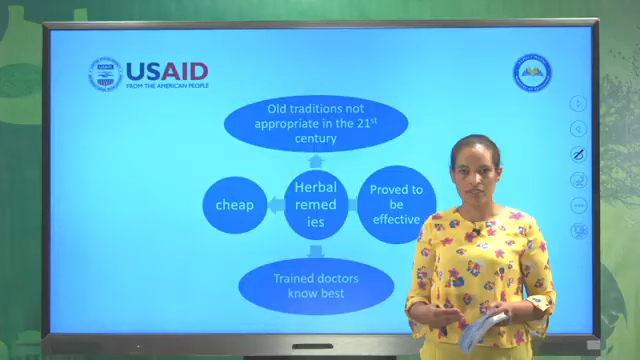 USAID
FROM THE AMERICAN PEOPLE
Old traditions not
appropriate in the 21st
century
cheap
Herbal
remed
ies
Proved to
be
effective
Trained doctors
know best